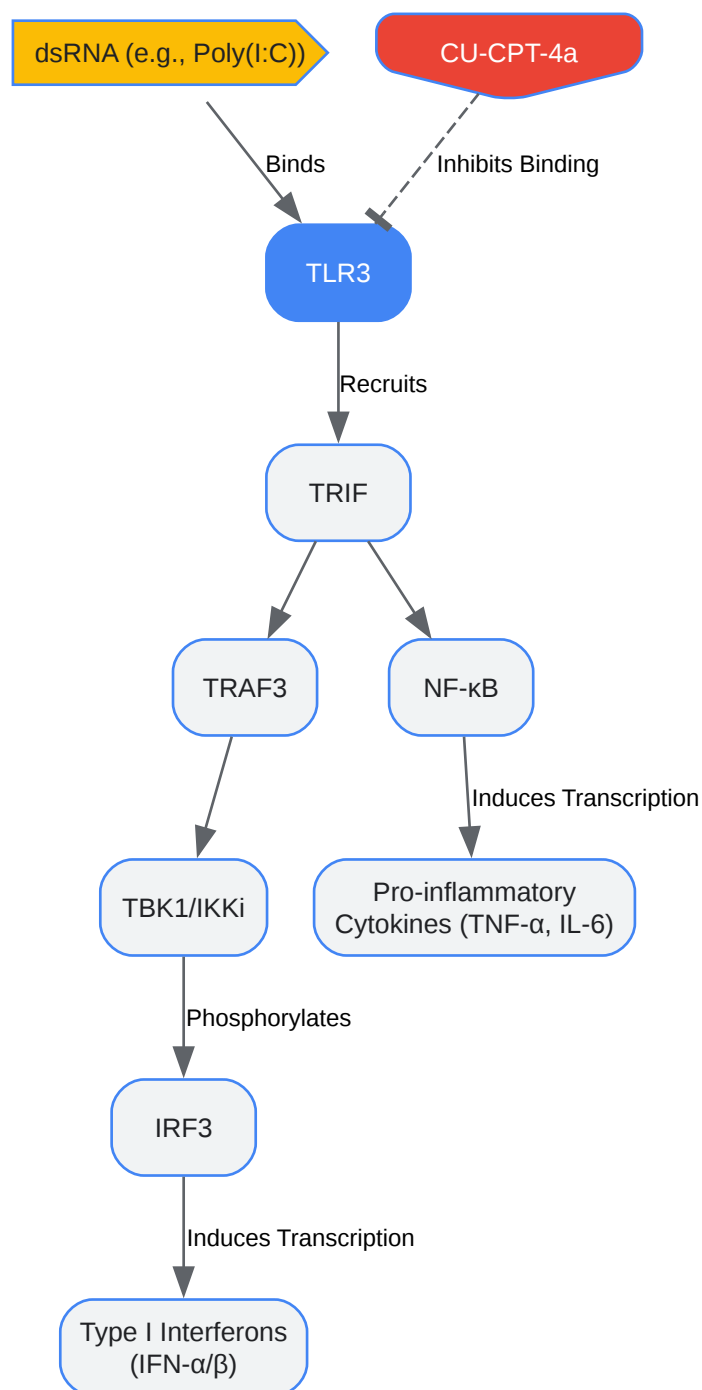 dsRNA (e.g., Poly(I:C))
CU-CPT-4a
Binds
Inhibits Binding
TLR3
Recruits
TRIF
TRAF3
NF-κB
Induces Transcription
TBK1/IKKi
Pro-inflammatory
Cytokines (TNF-α, IL-6)
Phosphorylates
IRF3
Induces Transcription
Type I Interferons
(IFN-α/β)